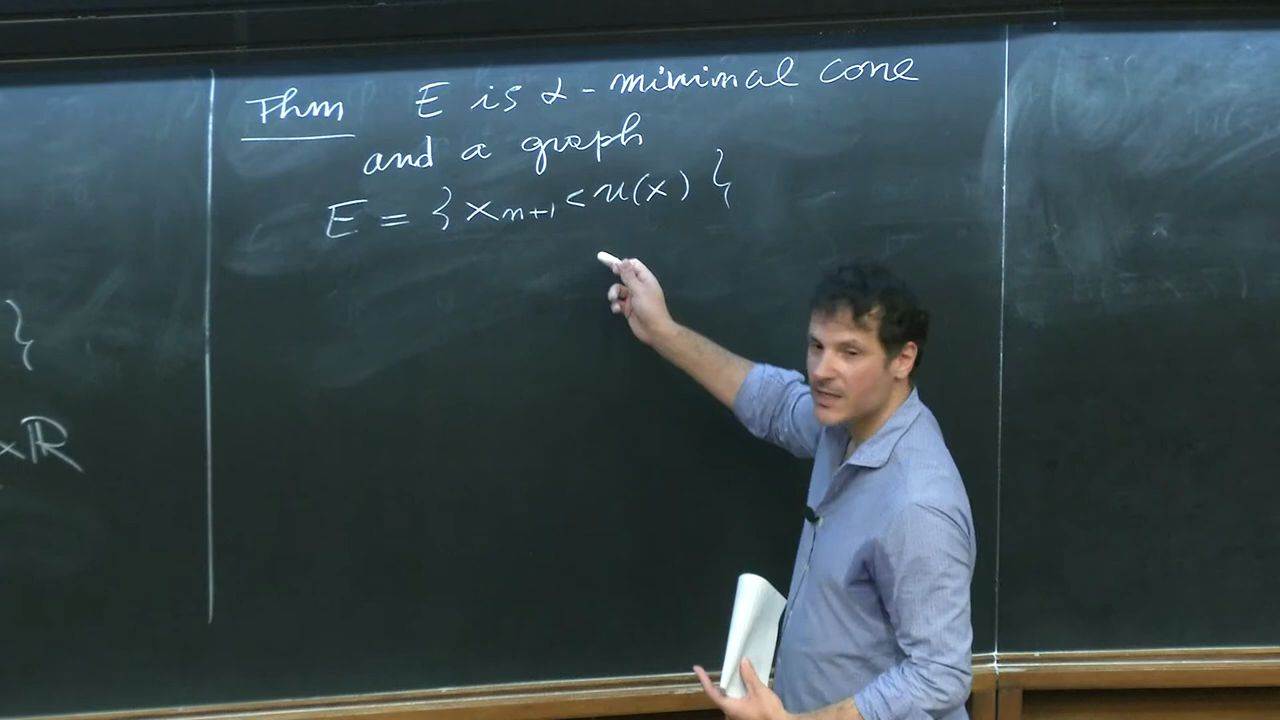 }
×ℝ
Thm E is α-minimal cone
and a graph
E = { x_{n+1} < u(x) }